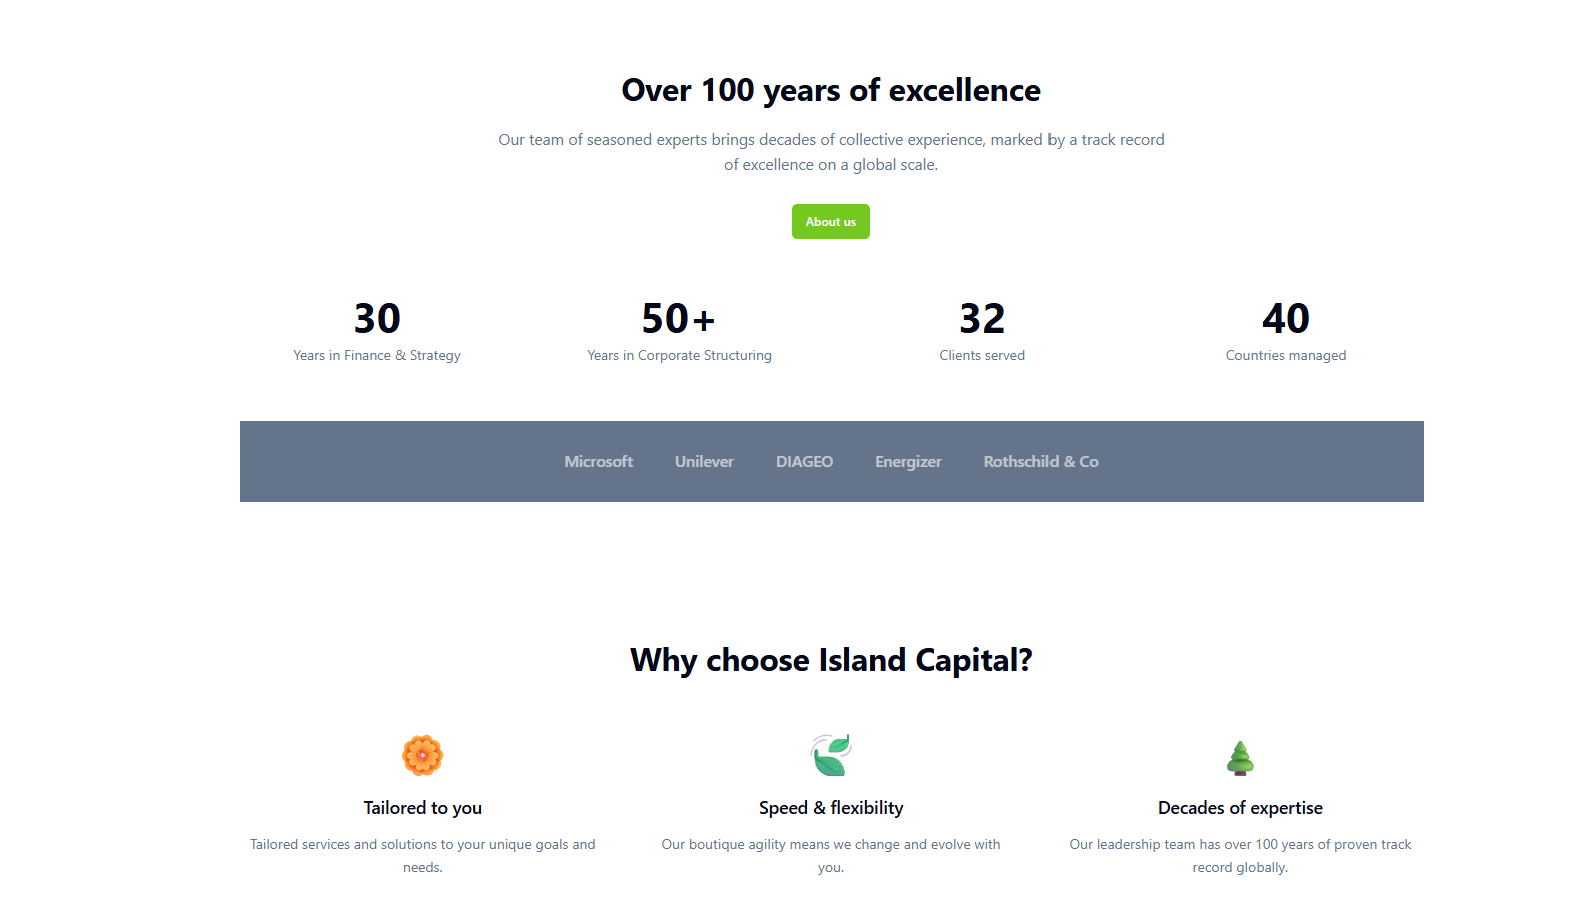 Over 100 years of excellence
Our team of seasoned experts brings decades of collective experience, marked by a track record
of excellence on a global scale.
About us
30
Years in Finance & Strategy
50+
Years in Corporate Structuring
32
Clients served
40
Countries managed
Microsoft Unilever DIAGEO Energizer Rothschild & Co
Why choose Island Capital?
Tailored to you
Tailored services and solutions to your unique goals and
needs.
Speed & flexibility
Our boutique agility means we change and evolve with
you.
Decades of expertise
Our leadership team has over 100 years of proven track
record globally.